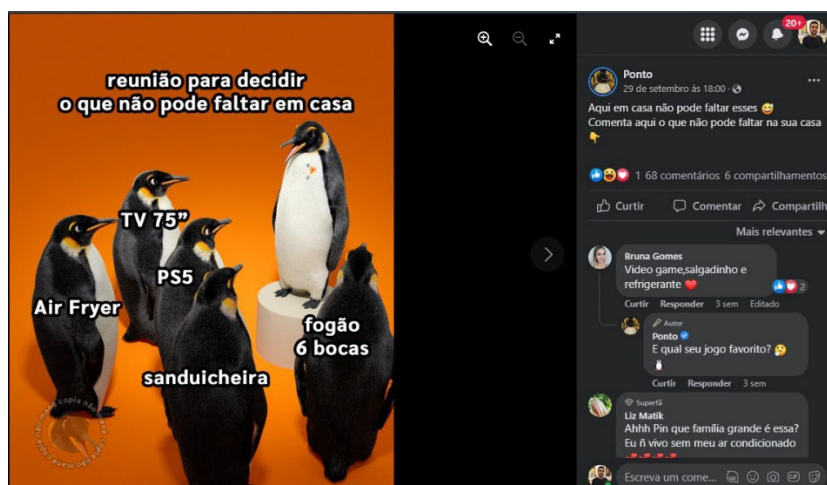 reunião para decidir
o que não pode faltar em casa
TV 75”
PS5
Air Fryer
fogão
6 bocas
sanduicheira
20+
Ponto
29 de setembro às 18:00 ·
Aqui em casa não pode faltar esses 😅
Comenta aqui o que não pode faltar na sua casa
👇
1 68 comentários 6 compartilhamentos
Curtir Comentar Compartilh
Mais relevantes
Bruna Gomes
Video game,salgadinho e
refrigerante ❤️
2
Curtir Responder 3 sem Editado
Autor
Ponto
E qual seu jogo favorito? 🤔
🐧
Curtir Responder 3 sem
Superfã
Liz Matik
Ahhh Pin que família grande é essa?
Eu ñ vivo sem meu ar condicionado
Escreva um come...
GIF